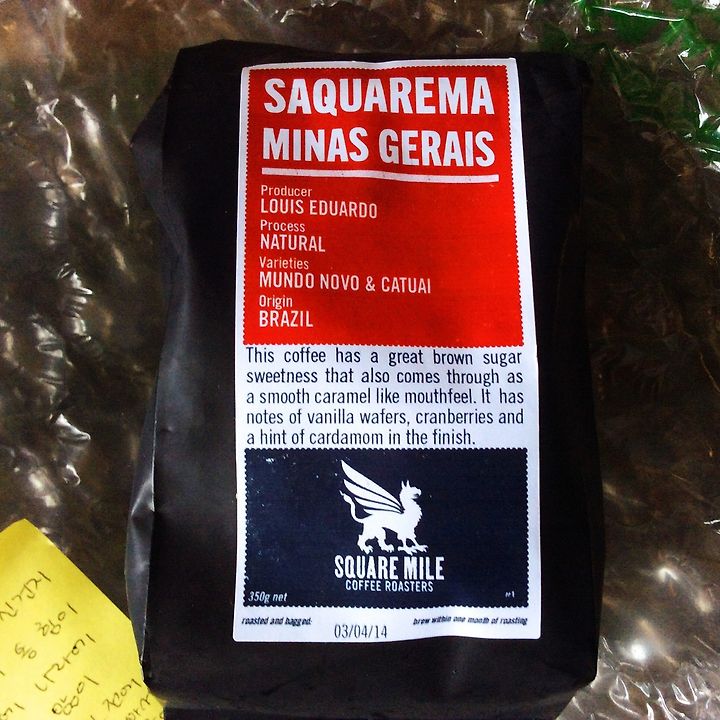 SAQUAREMA
MINAS GERAIS
Producer
LOUIS EDUARDO
Process
NATURAL
Varieties
MUNDO NOVO & CATUAI
Origin
BRAZIL
This coffee has a great brown sugar
sweetness that also comes through as
a smooth caramel like mouthfeel. It has
notes of vanilla wafers, cranberries and
a hint of cardamom in the finish.
SQUARE MILE
COFFEE ROASTERS
350g net
roasted and bagged:
03/04/14
brew within one month of roasting